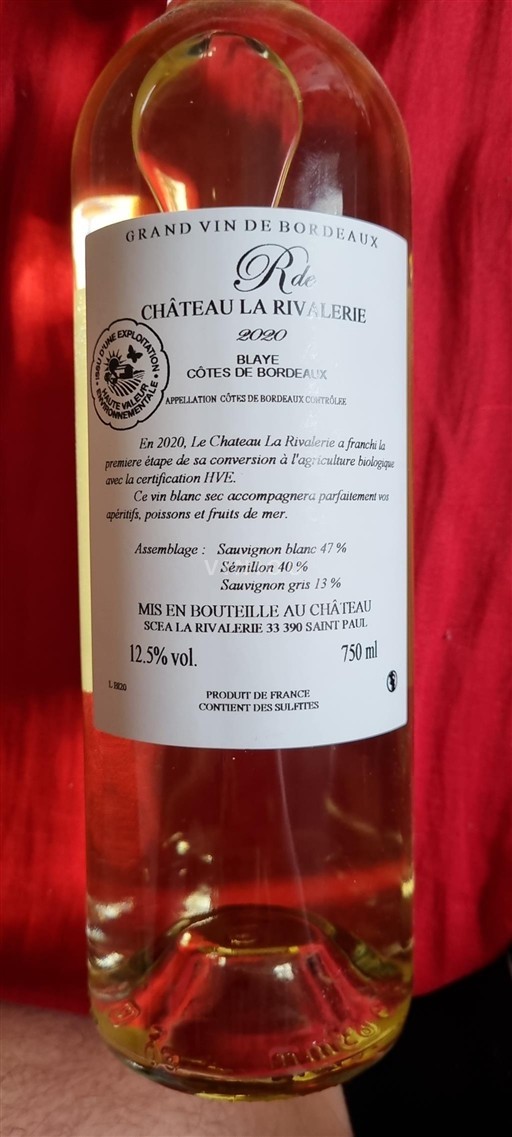 GRAND VIN DE BORDEAUX
R de
CHÂTEAU LA RIVALERIE
2020
BLAYE
CÔTES DE BORDEAUX
APPELLATION CÔTES DE BORDEAUX CONTRÔLÉE
ISSU D'UNE EXPLOITATION
HAUTE VALEUR
ENVIRONNEMENTALE
En 2020, Le Chateau La Rivalerie a franchi la
premiere étape de sa conversion à l'agriculture biologique
avec la certification HVE.
Ce vin blanc sec accompagnera parfaitement vos
apéritifs, poissons et fruits de mer.
Assemblage : Sauvignon blanc 47 %
Sémillon 40 %
Sauvignon gris 13 %
MIS EN BOUTEILLE AU CHÂTEAU
SCEA LA RIVALERIE 33 390 SAINT PAUL
12.5% vol. 750 ml
PRODUIT DE FRANCE
CONTIENT DES SULFITES